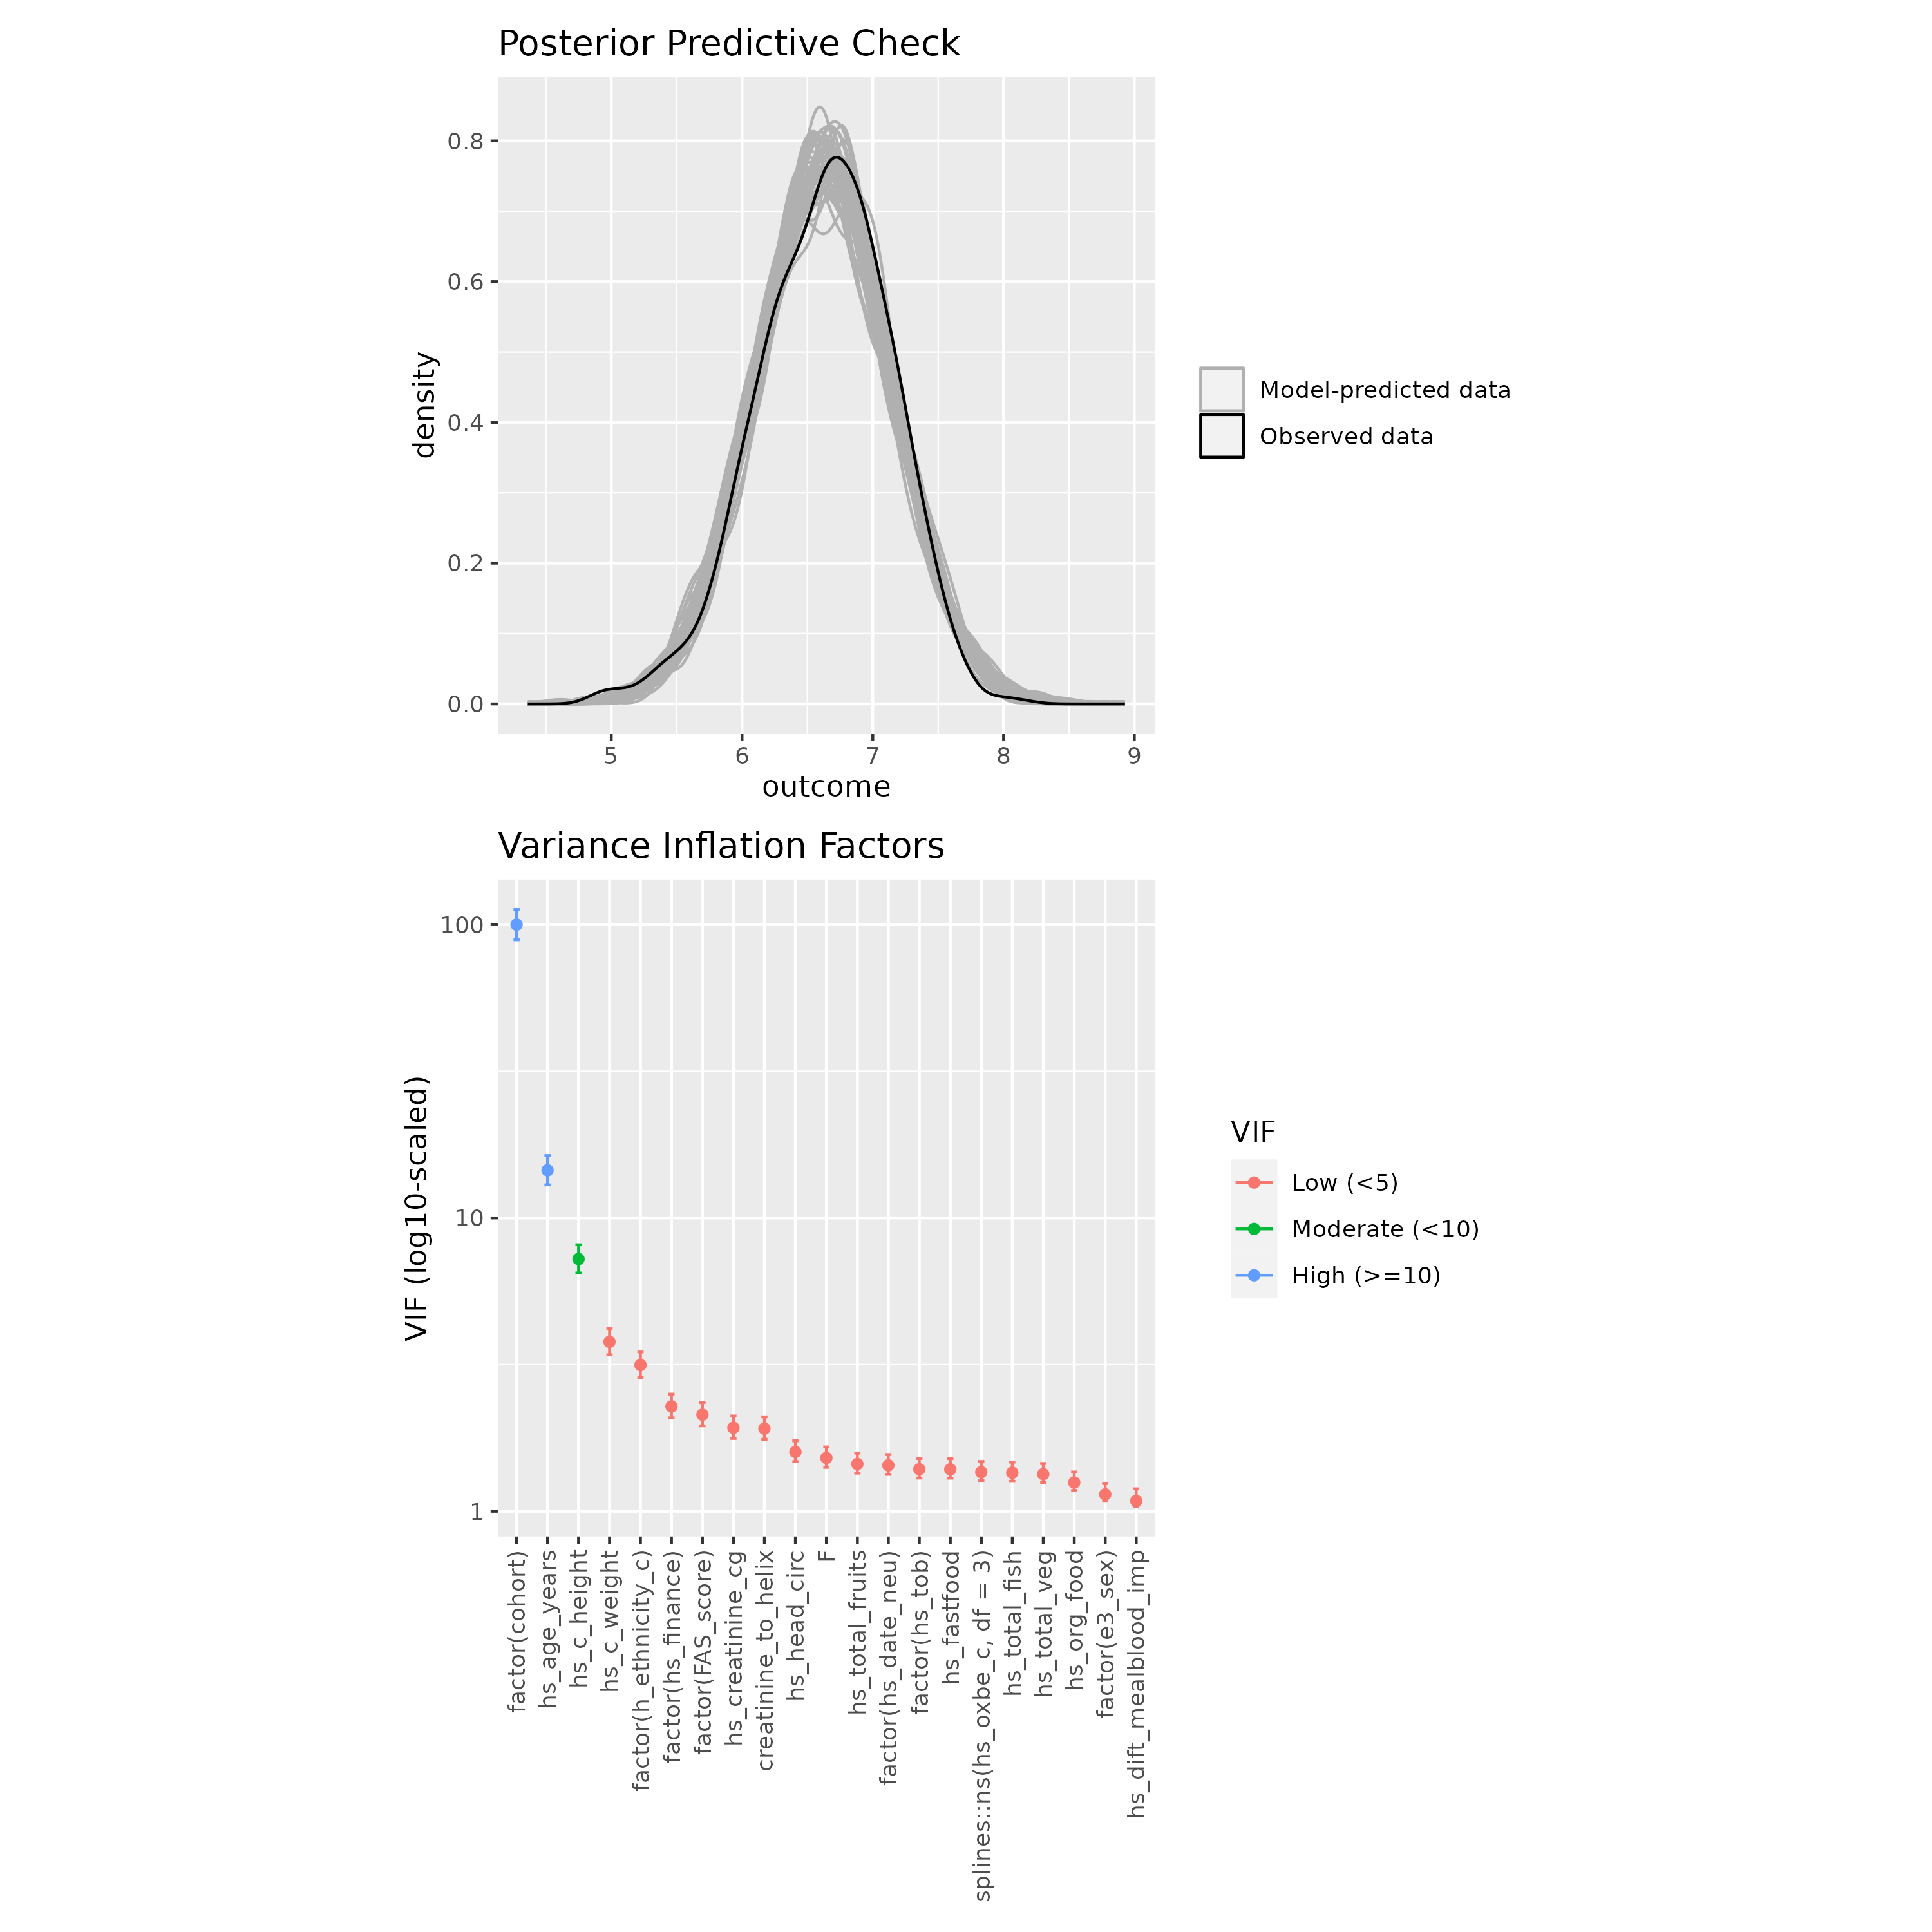 Posterior Predictive Check
density
0.8
0.6
0.4
0.2
0.0
5
6
7
8
9
outcome
Model-predicted data
Observed data
Variance Inflation Factors
VIF (log10-scaled)
100
10
1
factor(cohort)
hs_age_years
hs_c_height
hs_c_weight
factor(h_ethnicity_c)
factor(hs_finance)
factor(FAS_score)
hs_creatinine_cg
creatinine_to_helix
hs_head_circ
F
hs_total_fruits
factor(hs_date_neu)
factor(hs_tob)
hs_fastfood
splines::ns(hs_oxbe_c, df = 3)
hs_total_fish
hs_total_veg
hs_org_food
factor(e3_sex)
hs_dift_mealblood_imp
VIF
Low (<5)
Moderate (<10)
High (>=10)